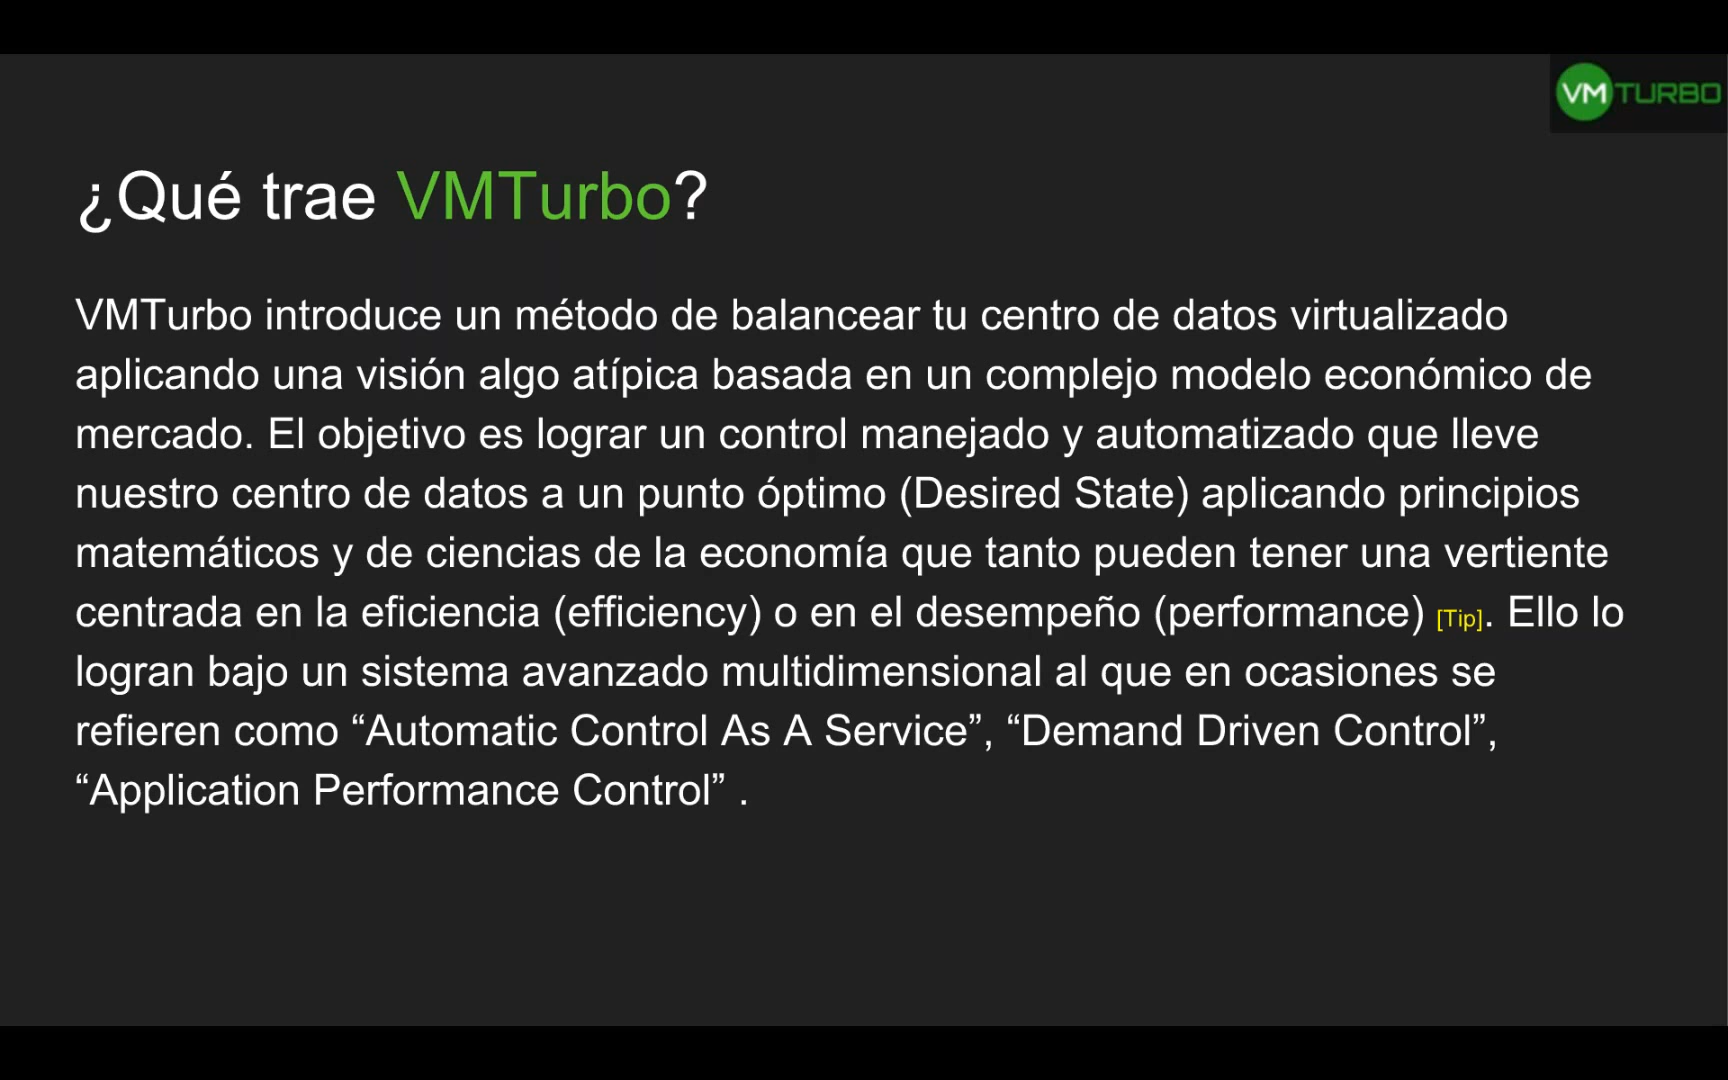 VMTURBO
¿Qué trae VMTurbo?
VMTurbo introduce un método de balancear tu centro de datos virtualizado
aplicando una visión algo atípica basada en un complejo modelo económico de
mercado. El objetivo es lograr un control manejado y automatizado que lleve
nuestro centro de datos a un punto óptimo (Desired State) aplicando principios
matemáticos y de ciencias de la economía que tanto pueden tener una vertiente
centrada en la eficiencia (efficiency) o en el desempeño (performance) [Tip]. Ello lo
logran bajo un sistema avanzado multidimensional al que en ocasiones se
refieren como “Automatic Control As A Service”, “Demand Driven Control”,
“Application Performance Control” .